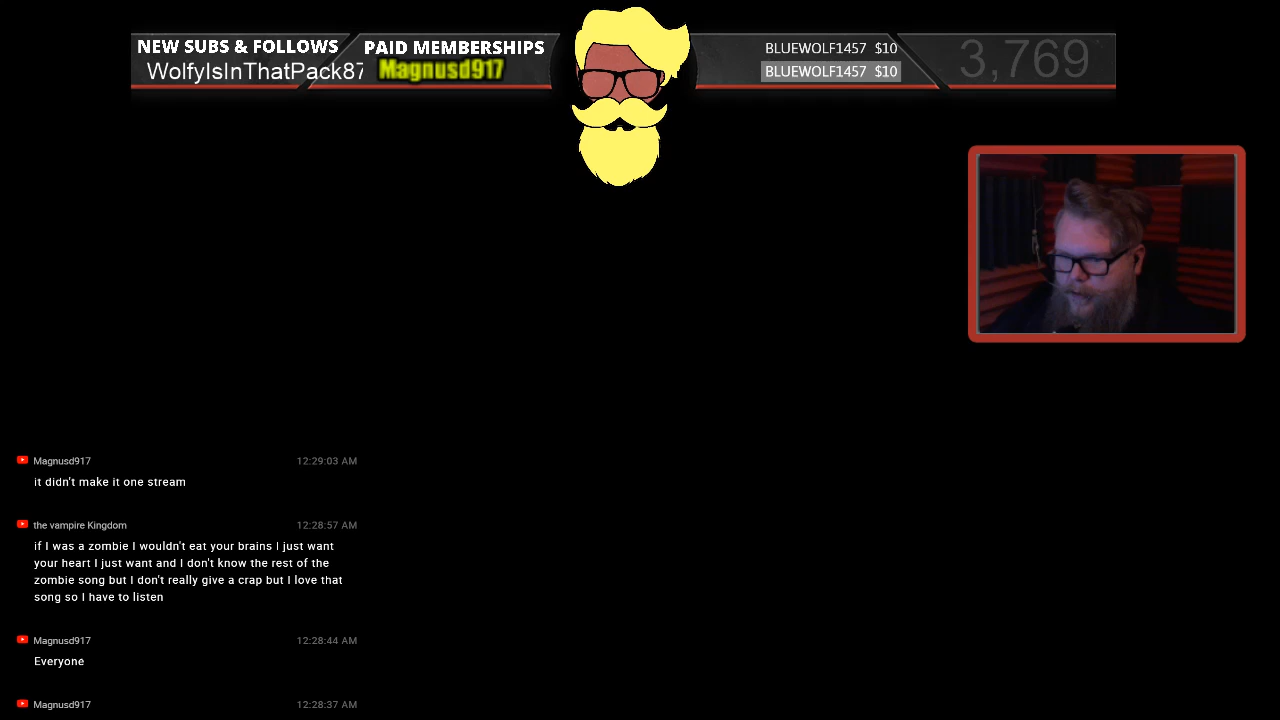 NEW SUBS & FOLLOWS
WolfyIsInThatPack87
PAID MEMBERSHIPS
Magnusd917
BLUEWOLF1457 $10
BLUEWOLF1457 $10
3,769
Magnusd917 12:29:03 AM
it didn't make it one stream
the vampire Kingdom 12:28:57 AM
if I was a zombie I wouldn't eat your brains I just want
your heart I just want and I don't know the rest of the
zombie song but I don't really give a crap but I love that
song so I have to listen
Magnusd917 12:28:44 AM
Everyone
Magnusd917 12:28:37 AM